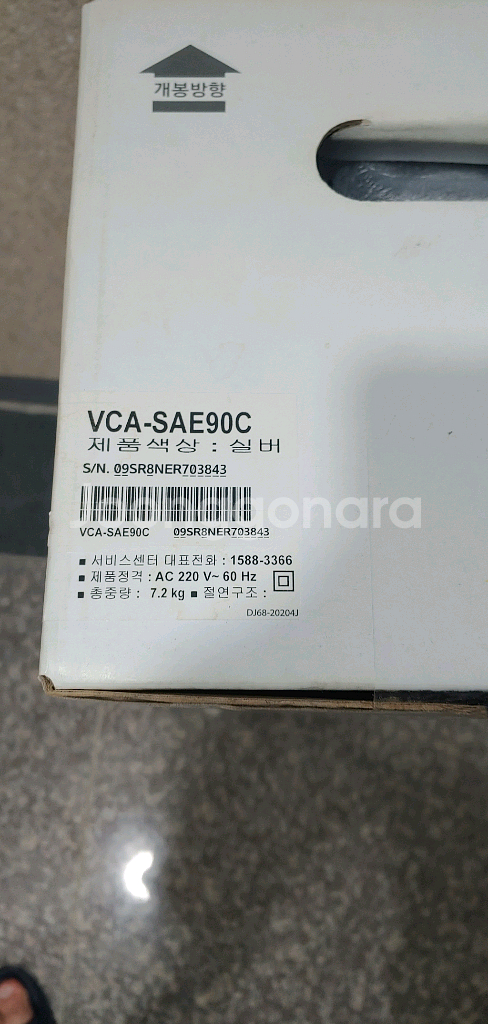 개봉방향
VCA-SAE90C
제품색상 : 실버
S/N. 09SR8NER703843
Joonggonara
VCA-SAE90C 09SR8NER703843
■ 서비스센터 대표전화 : 1588-3366
■ 제품정격 : AC 220 V~ 60 Hz
■ 총중량 : 7.2 kg ■ 절연구조 :
DJ68-20204J